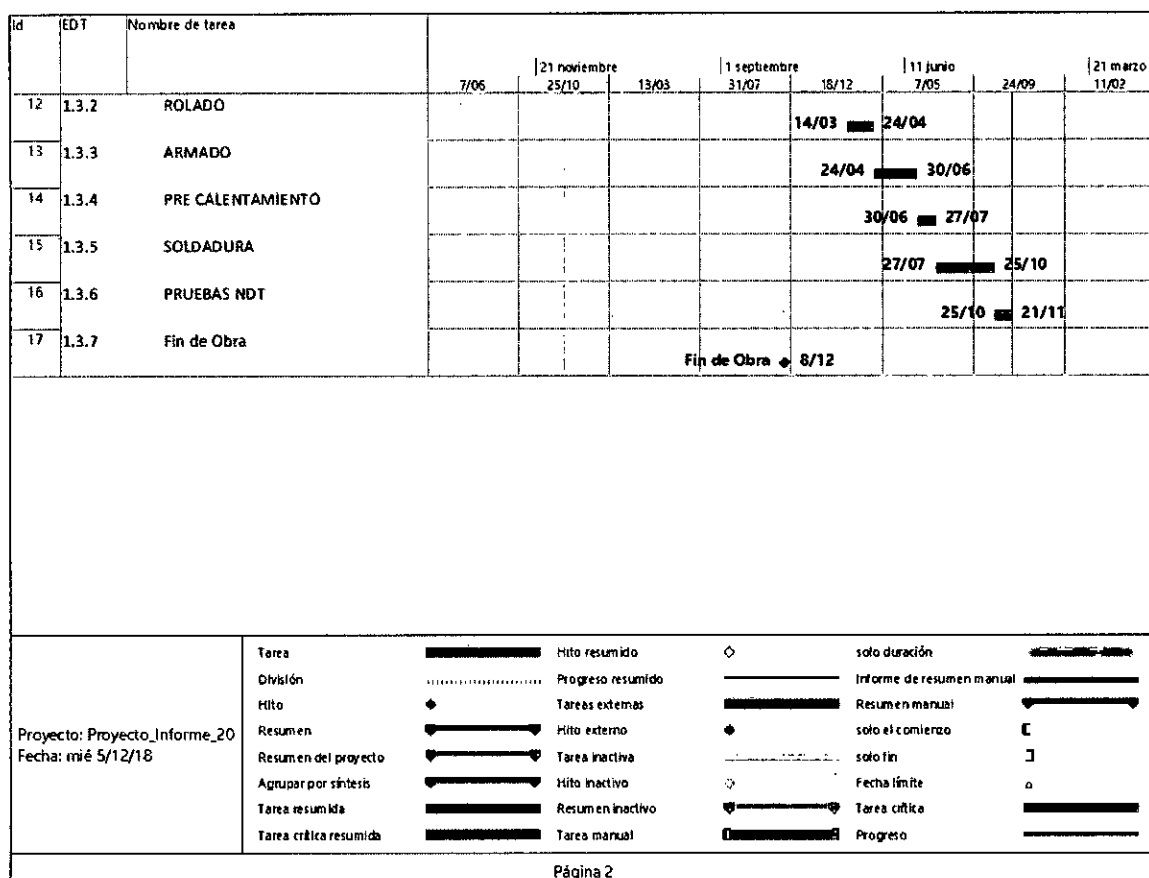 Id EDT Nombre de tarea
21 noviembre 1 septiembre 11 junio 21 marzo
7/06 25/10 13/03 31/07 18/12 7/05 24/09 11/02
12 1.3.2 ROLADO
14/03 24/04
13 1.3.3 ARMADO
24/04 30/06
14 1.3.4 PRE CALENTAMIENTO
30/06 27/07
15 1.3.5 SOLDADURA
27/07 25/10
16 1.3.6 PRUEBAS NDT
25/10 21/11
17 1.3.7 Fin de Obra
Fin de Obra 8/12
Proyecto: Proyecto_Informe_20
Fecha: mié 5/12/18
Tarea Hito resumido solo duración
División Progreso resumido Informe de resumen manual
Hito Tareas externas Resumen manual
Resumen Hito externo solo el comienzo
Resumen del proyecto Tarea inactiva solo fin
Agrupar por síntesis Hito inactivo Fecha límite
Tarea resumida Resumen inactivo Tarea crítica
Tarea crítica resumida Tarea manual Progreso
Página 2